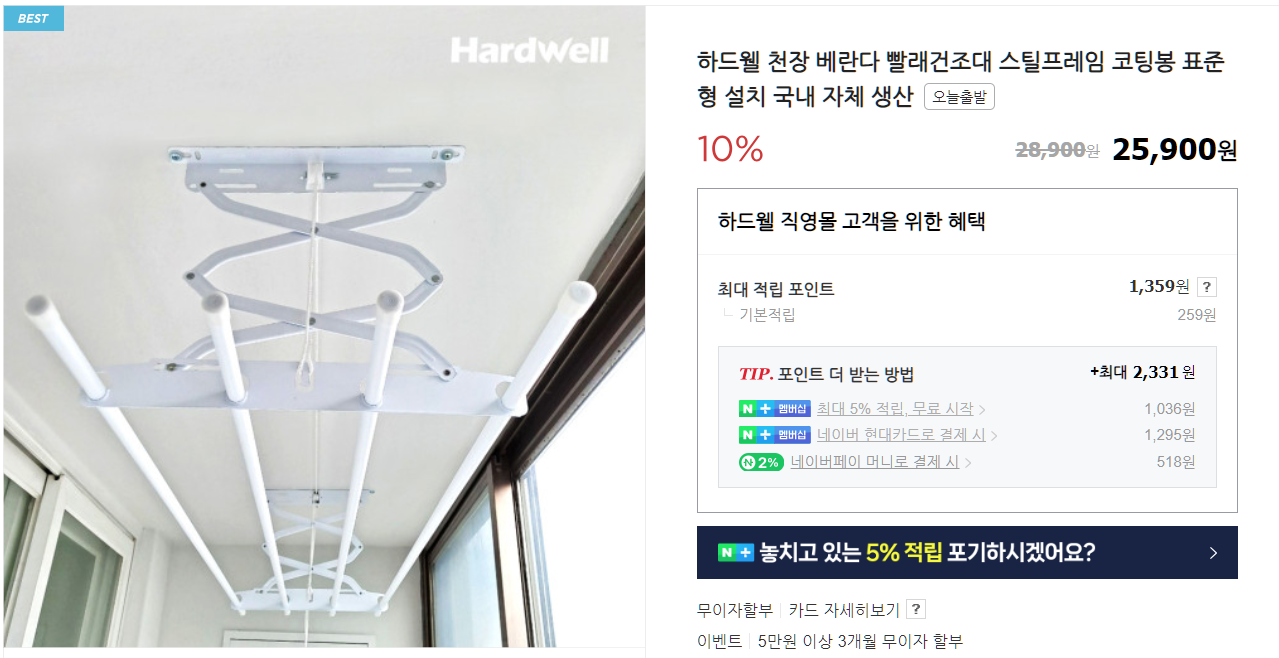 BEST
HardWell
하드웰 천장 베란다 빨래건조대 스틸프레임 코팅봉 표준
형 설치 국내 자체 생산 오늘출발
10% 28,900원 25,900원
하드웰 직영몰 고객을 위한 혜택
최대 적립 포인트 1,359원 ?
기본적립 259원
TIP. 포인트 더 받는 방법 +최대 2,331 원
N + 멤버십 최대 5% 적립, 무료 시작 > 1,036원
N + 멤버십 네이버 현대카드로 결제 시 > 1,295원
N 2% 네이버페이 머니로 결제 시 > 518원
N + 놓치고 있는 5% 적립 포기하시겠어요? >
무이자할부 카드 자세히보기 ?
이벤트 5만원 이상 3개월 무이자 할부